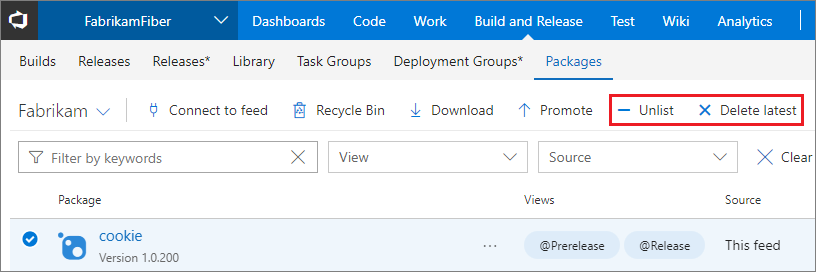 FabrikamFiber Dashboards Code Work Build and Release Test Wiki Analytics
Builds Releases Releases* Library Task Groups Deployment Groups* Packages
Fabrikam Connect to feed Recycle Bin Download Promote Unlist Delete latest
Filter by keywords View Source Clear
Package Views Source
cookie ... @Prerelease @Release This feed
Version 1.0.200